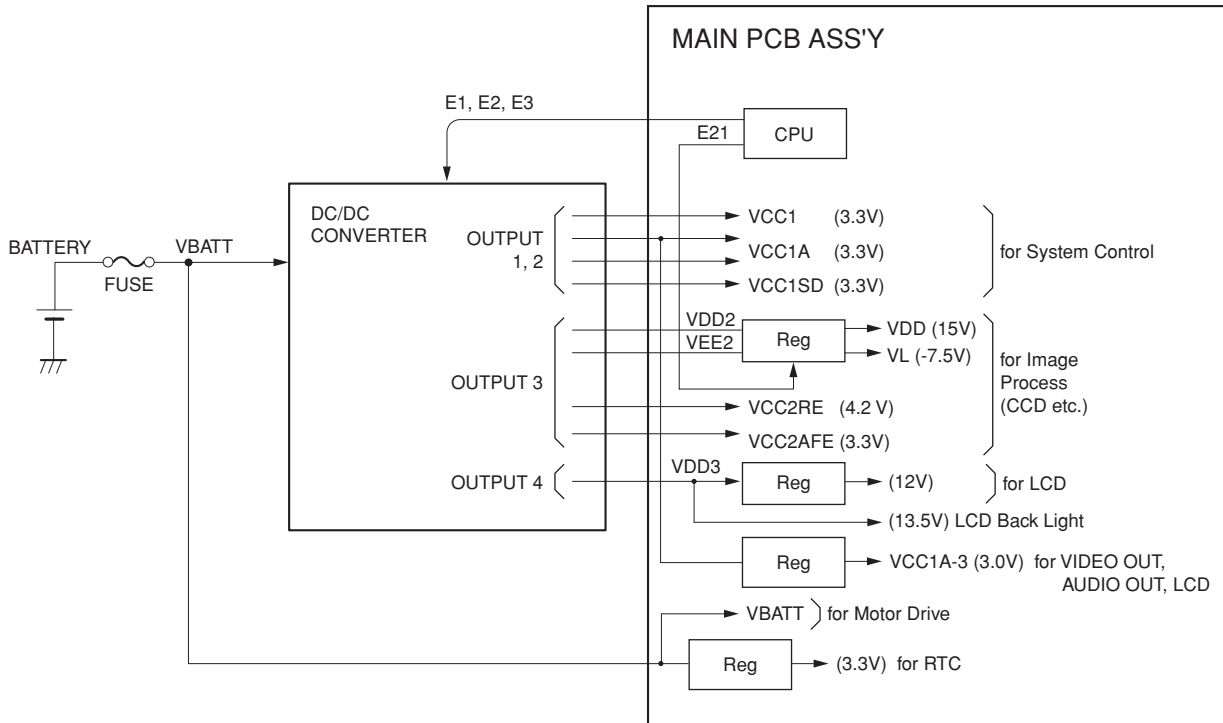 MAIN PCB ASS'Y
E1, E2, E3
E21
CPU
DC/DC
CONVERTER
BATTERY
FUSE
VBATT
OUTPUT
1, 2
VCC1 (3.3V)
VCC1A (3.3V)
VCC1SD (3.3V)
for System Control
OUTPUT 3
VDD2
VEE2
Reg
VDD (15V)
VL (-7.5V)
VCC2RE (4.2 V)
VCC2AFE (3.3V)
for Image
Process
(CCD etc.)
OUTPUT 4
VDD3
Reg
(12V)
for LCD
(13.5V) LCD Back Light
Reg
VCC1A-3 (3.0V) for VIDEO OUT,
AUDIO OUT, LCD
VBATT
for Motor Drive
Reg
(3.3V) for RTC